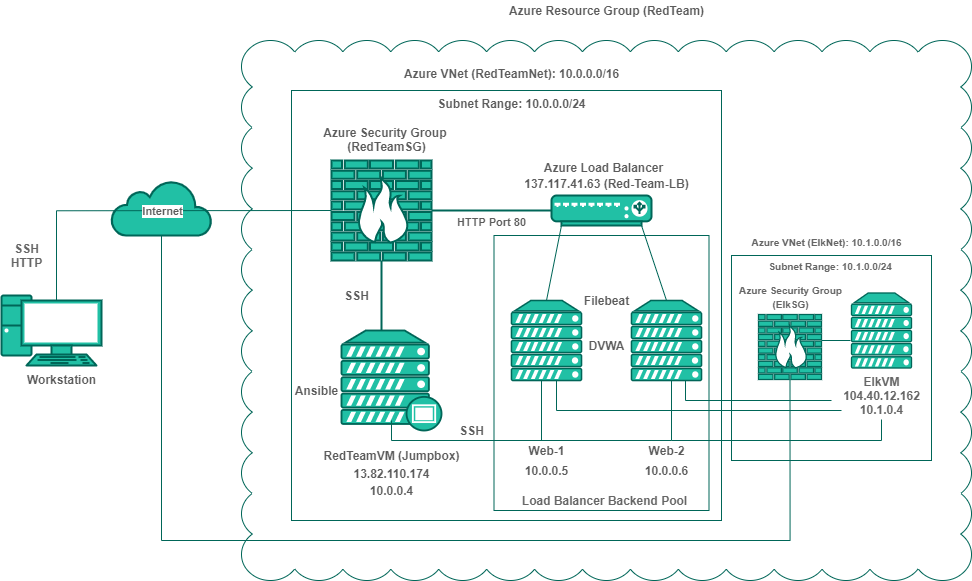 Azure Resource Group (RedTeam)
Azure VNet (RedTeamNet): 10.0.0.0/16
Subnet Range: 10.0.0.0/24
Azure Security Group
(RedTeamSG)
Azure Load Balancer
137.117.41.63 (Red-Team-LB)
Internet
HTTP Port 80
SSH
HTTP
Azure VNet (ElkNet): 10.1.0.0/16
Subnet Range: 10.1.0.0/24
Azure Security Group
(ElkSG)
SSH
Filebeat
DVWA
Workstation
Ansible
ElkVM
104.40.12.162
10.1.0.4
SSH
RedTeamVM (Jumpbox)
13.82.110.174
10.0.0.4
Web-1
10.0.0.5
Web-2
10.0.0.6
Load Balancer Backend Pool